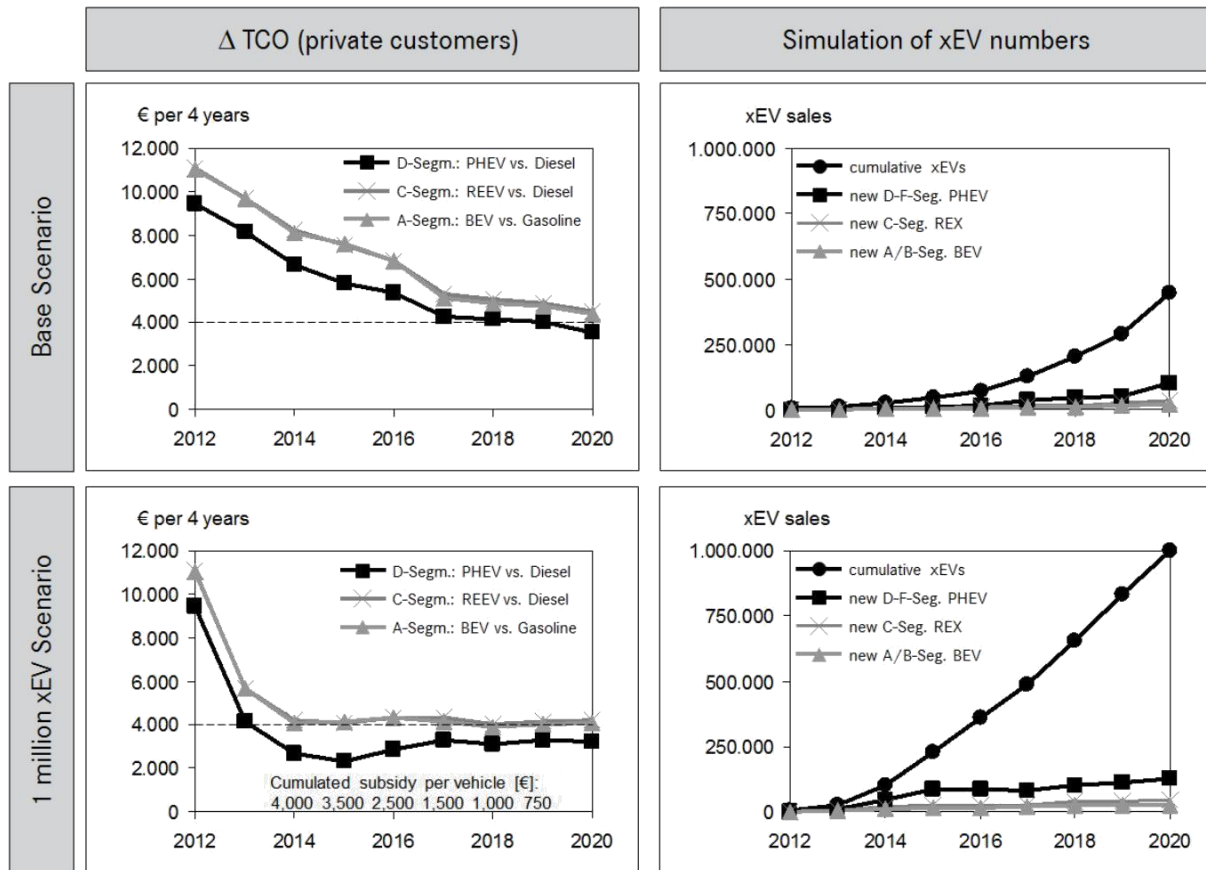 Δ TCO (private customers)
Simulation of xEV numbers
Base Scenario
€ per 4 years
12.000
10.000
8.000
6.000
4.000
2.000
0
2012 2014 2016 2018 2020
D-Segm.: PHEV vs. Diesel
C-Segm.: REEV vs. Diesel
A-Segm.: BEV vs. Gasoline
xEV sales
1.000.000
750.000
500.000
250.000
0
2012 2014 2016 2018 2020
cumulative xEVs
new D-F-Seg. PHEV
new C-Seg. REX
new A/B-Seg. BEV
1 million xEV Scenario
€ per 4 years
12.000
10.000
8.000
6.000
4.000
2.000
0
2012 2014 2016 2018 2020
D-Segm.: PHEV vs. Diesel
C-Segm.: REEV vs. Diesel
A-Segm.: BEV vs. Gasoline
Cumulated subsidy per vehicle [€]:
4,000 3,500 2,500 1,500 1,000 750
xEV sales
1.000.000
750.000
500.000
250.000
0
2012 2014 2016 2018 2020
cumulative xEVs
new D-F-Seg. PHEV
new C-Seg. REX
new A/B-Seg. BEV